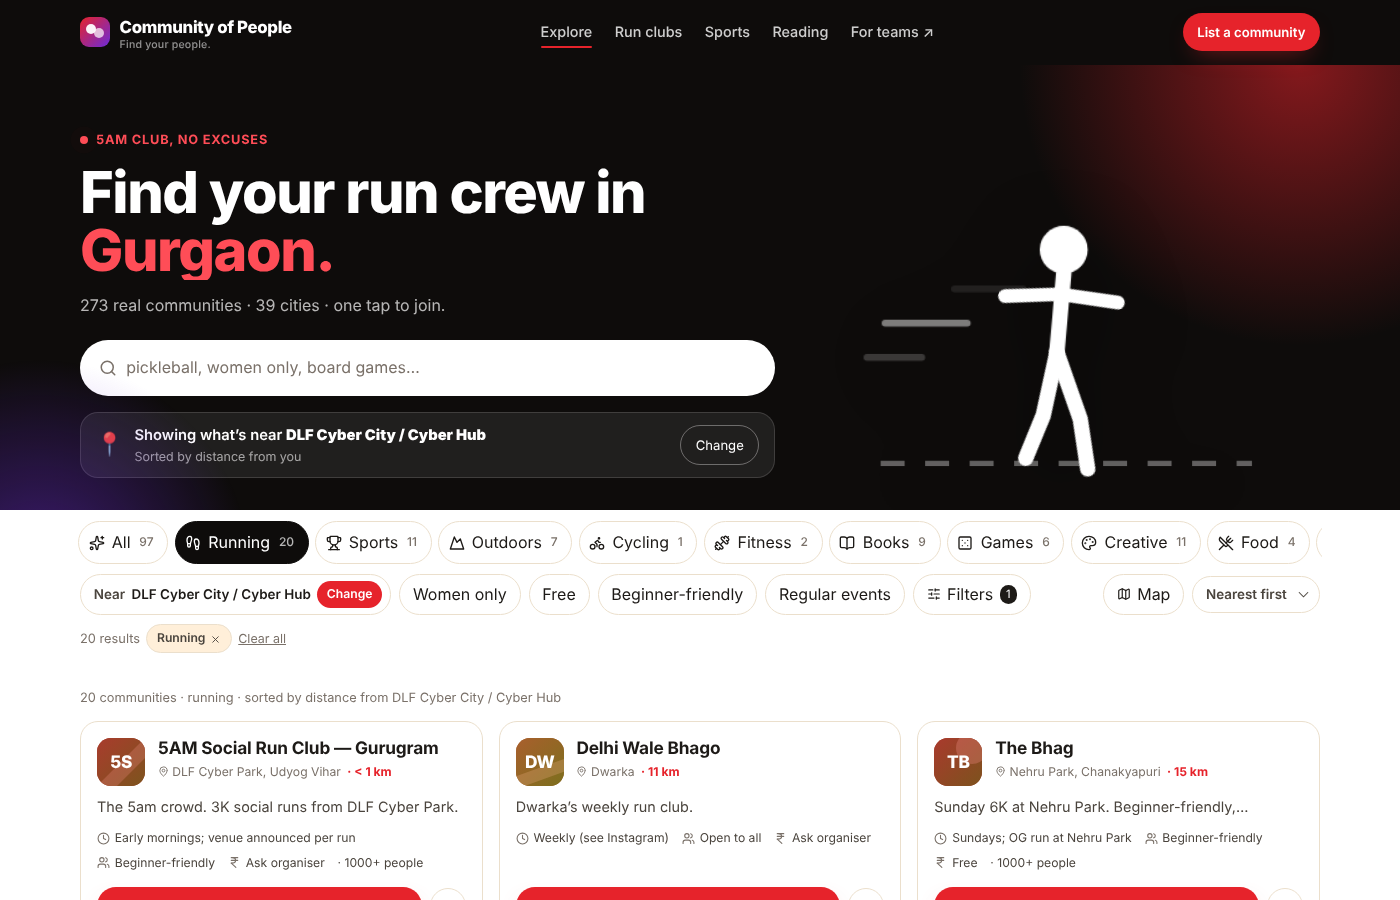 Community of People
Find your people.
Explore Run clubs Sports Reading For teams ↗
List a community
5AM CLUB, NO EXCUSES
Find your run crew in
Gurgaon.
273 real communities · 39 cities · one tap to join.
pickleball, women only, board games...
Showing what's near DLF Cyber City / Cyber Hub
Sorted by distance from you
Change
All 97 Running 20 Sports 11 Outdoors 7 Cycling 1 Fitness 2 Books 9 Games 6 Creative 11 Food 4
Near DLF Cyber City / Cyber Hub Change Women only Free Beginner-friendly Regular events Filters 1 Map Nearest first
20 results Running × Clear all
20 communities · running · sorted by distance from DLF Cyber City / Cyber Hub
5S
5AM Social Run Club — Gurugram
DLF Cyber Park, Udyog Vihar · < 1 km
The 5am crowd. 3K social runs from DLF Cyber Park.
Early mornings; venue announced per run
Beginner-friendly ₹ Ask organiser · 1000+ people
DW
Delhi Wale Bhago
Dwarka · 11 km
Dwarka's weekly run club.
Weekly (see Instagram) Open to all ₹ Ask organiser
TB
The Bhag
Nehru Park, Chanakyapuri · 15 km
Sunday 6K at Nehru Park. Beginner-friendly,...
Sundays; OG run at Nehru Park Beginner-friendly
₹ Free · 1000+ people